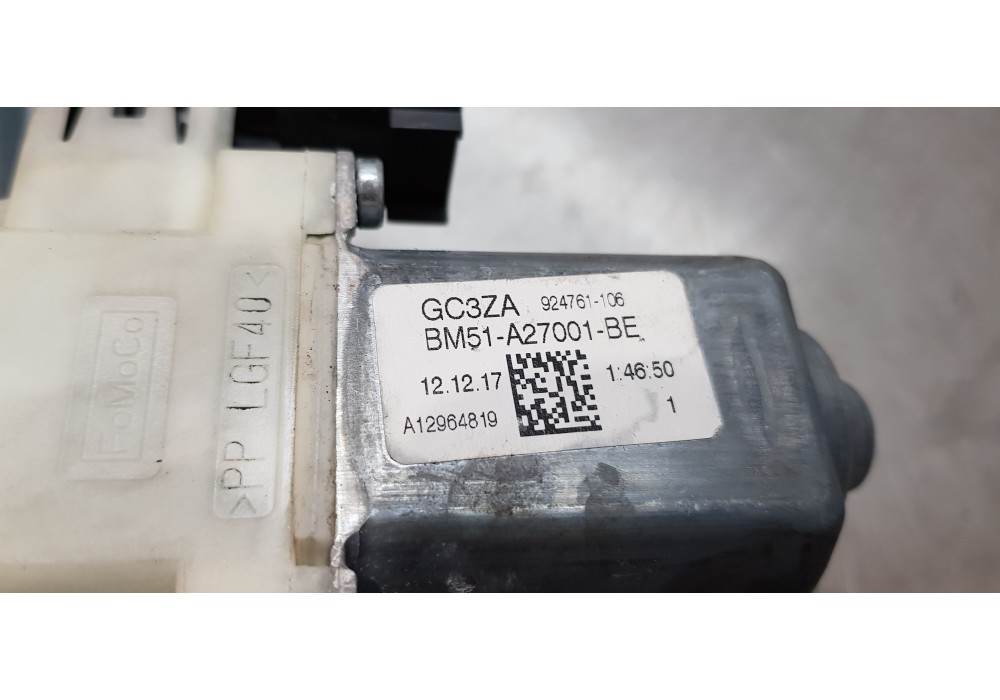 GC3ZA 924761-106
BM51-A27001-BE
12.12.17 1:46:50
A12964819 1
>PP LGF40<
FoMoCo